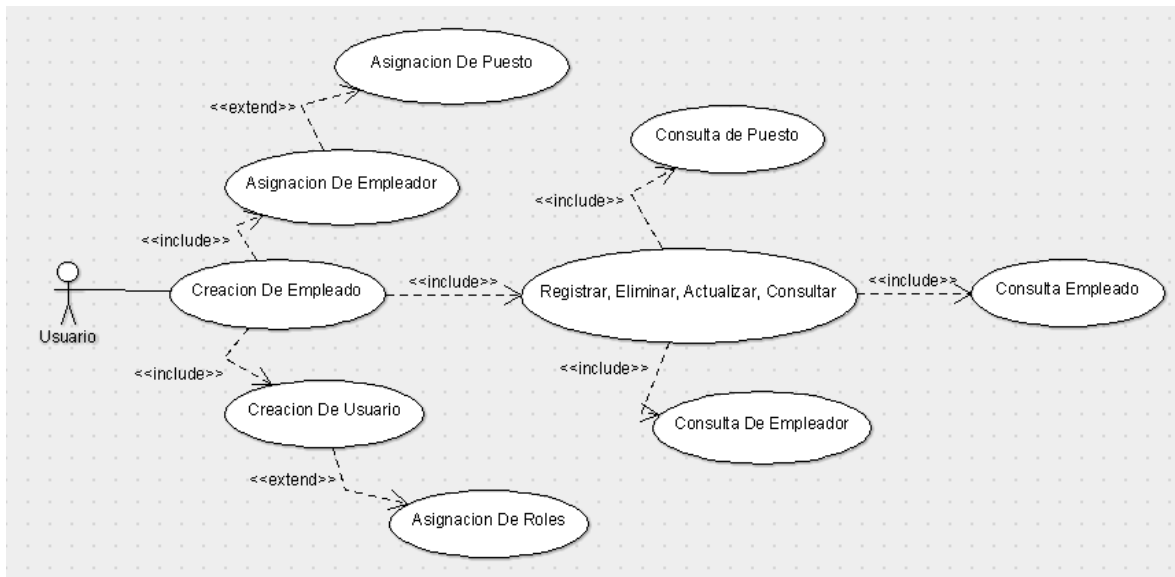 Asignacion De Puesto
<<extend>>
Consulta de Puesto
Asignacion De Empleador
<<include>>
<<include>>
Creacion De Empleado
<<include>>
Registrar, Eliminar, Actualizar, Consultar
<<include>>
Consulta Empleado
Usuario
<<include>>
<<include>>
Creacion De Usuario
Consulta De Empleador
<<extend>>
Asignacion De Roles